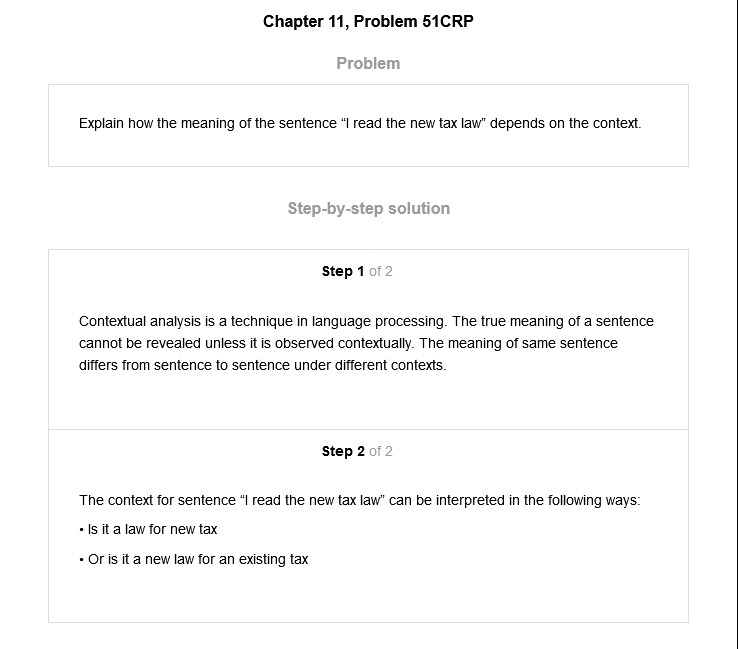 Chapter 11, Problem 51CRP
Problem
Explain how the meaning of the sentence “I read the new tax law” depends on the context.
Step-by-step solution
Step 1 of 2
Contextual analysis is a technique in language processing. The true meaning of a sentence
cannot be revealed unless it is observed contextually. The meaning of same sentence
differs from sentence to sentence under different contexts.
Step 2 of 2
The context for sentence “I read the new tax law” can be interpreted in the following ways:
• Is it a law for new tax
• Or is it a new law for an existing tax